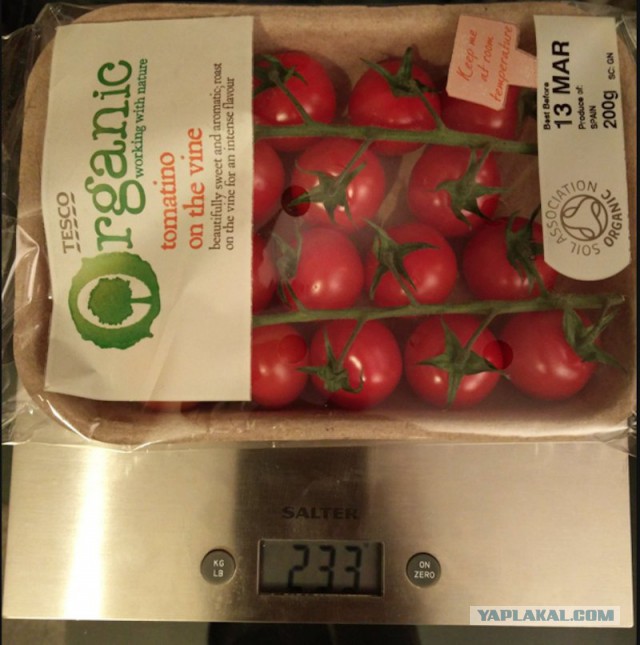 TESCO
Organic
working with nature
tomatino
on the vine
beautifully sweet and aromatic, roast
on the vine for an intense flavour
Keep me
at room
temperature
Best Before
13 MAR
Produce of:
SPAIN
200g
SC: GN
SOIL ASSOCIATION
ORGANIC
SALTER
KG
LB
233
ON
ZERO
YAPLAKAL.COM